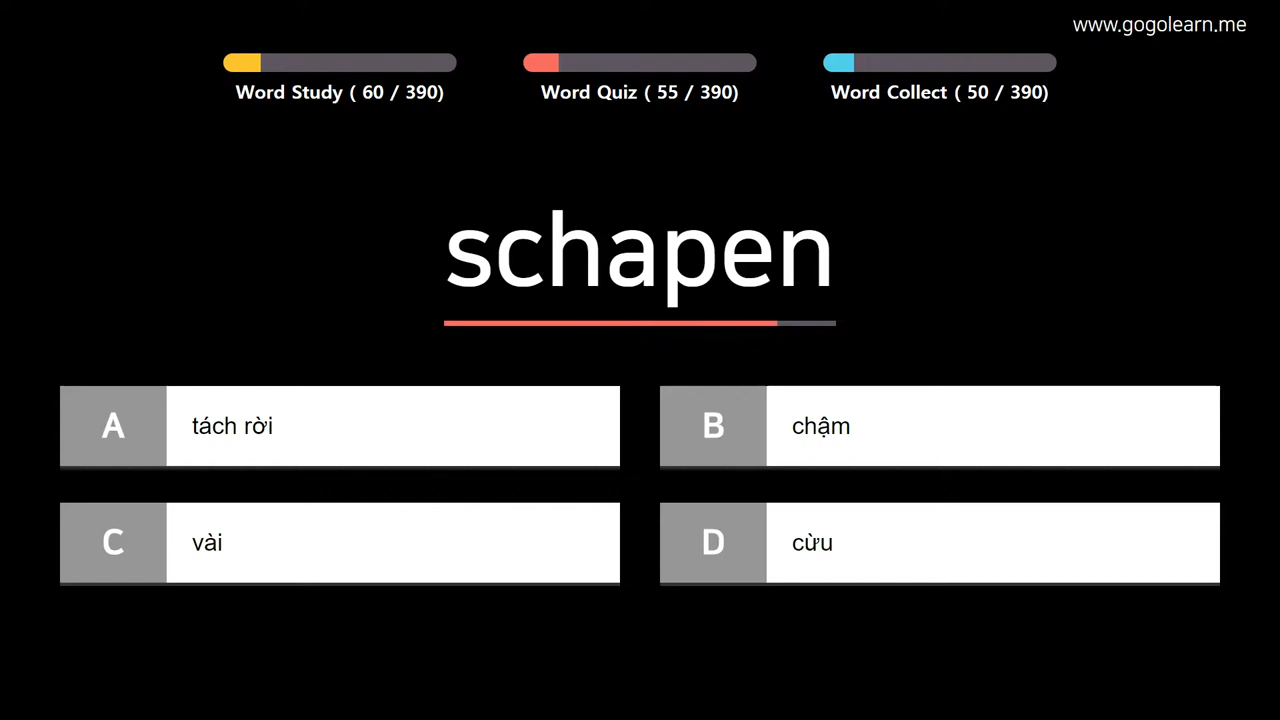 www.gogolearn.me
Word Study ( 60 / 390)
Word Quiz ( 55 / 390)
Word Collect ( 50 / 390)
schapen
A tách rời
B chậm
C vài
D cừu